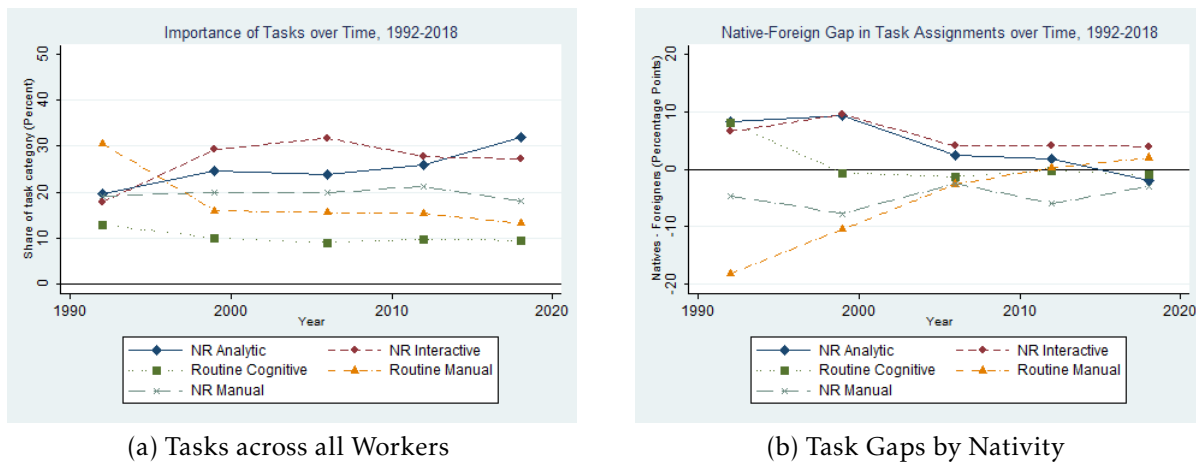 Importance of Tasks over Time, 1992-2018
Share of task category (Percent)
50
40
30
20
10
0
1990
2000
2010
2020
Year
NR Analytic
NR Interactive
Routine Cognitive
Routine Manual
NR Manual
(a) Tasks across all Workers
Native-Foreign Gap in Task Assignments over Time, 1992-2018
Natives - Foreigners (Percentage Points)
20
10
0
-10
-20
1990
2000
2010
2020
Year
NR Analytic
NR Interactive
Routine Cognitive
Routine Manual
NR Manual
(b) Task Gaps by Nativity